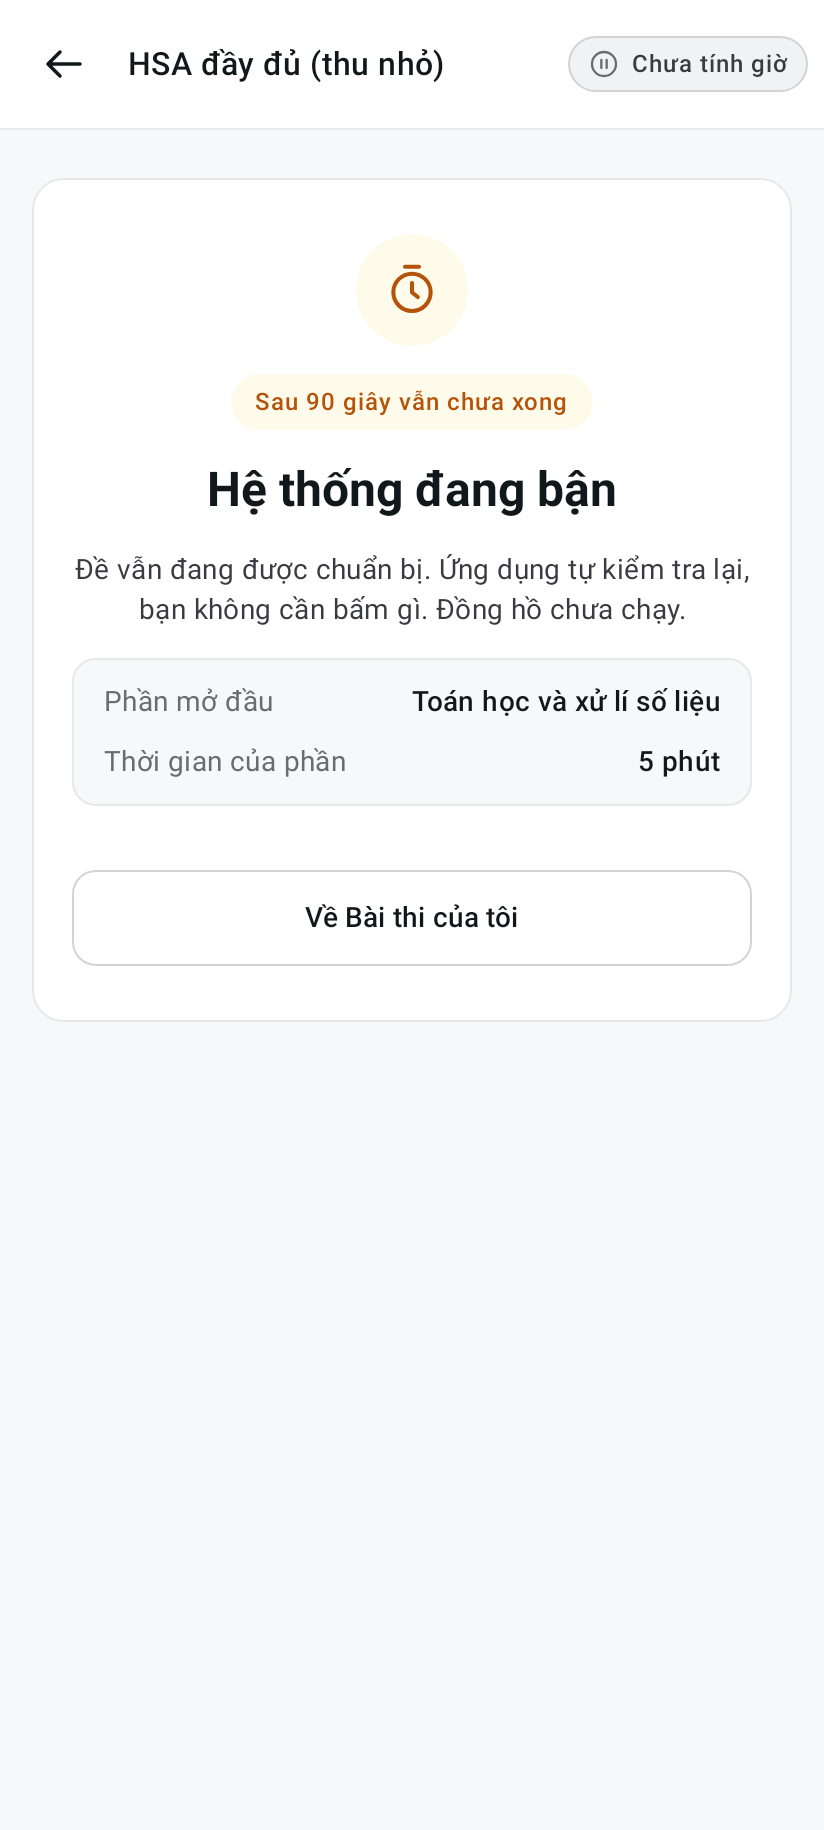 HSA đầy đủ (thu nhỏ)
Chưa tính giờ
Sau 90 giây vẫn chưa xong
Hệ thống đang bận
Đề vẫn đang được chuẩn bị. Ứng dụng tự kiểm tra lại,
bạn không cần bấm gì. Đồng hồ chưa chạy.
Phần mở đầu Toán học và xử lí số liệu
Thời gian của phần 5 phút
Về Bài thi của tôi